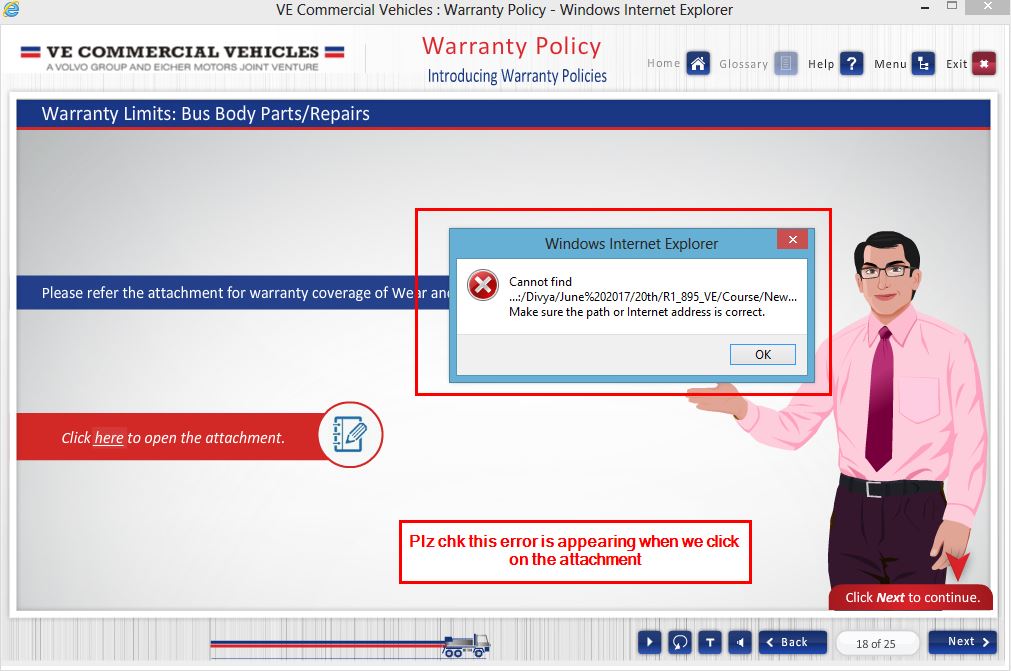 VE Commercial Vehicles : Warranty Policy - Windows Internet Explorer
VE COMMERCIAL VEHICLES
A VOLVO GROUP AND EICHER MOTORS JOINT VENTURE
Warranty Policy
Introducing Warranty Policies
Home Glossary Help ? Menu Exit
Warranty Limits: Bus Body Parts/Repairs
Windows Internet Explorer
Cannot find
...:/Divya/June%202017/20th/R1_895_VE/Course/New...
Make sure the path or Internet address is correct.
OK
Please refer the attachment for warranty coverage of Wear an
Click here to open the attachment.
Plz chk this error is appearing when we click
on the attachment
Click Next to continue.
T
Back
18 of 25
Next